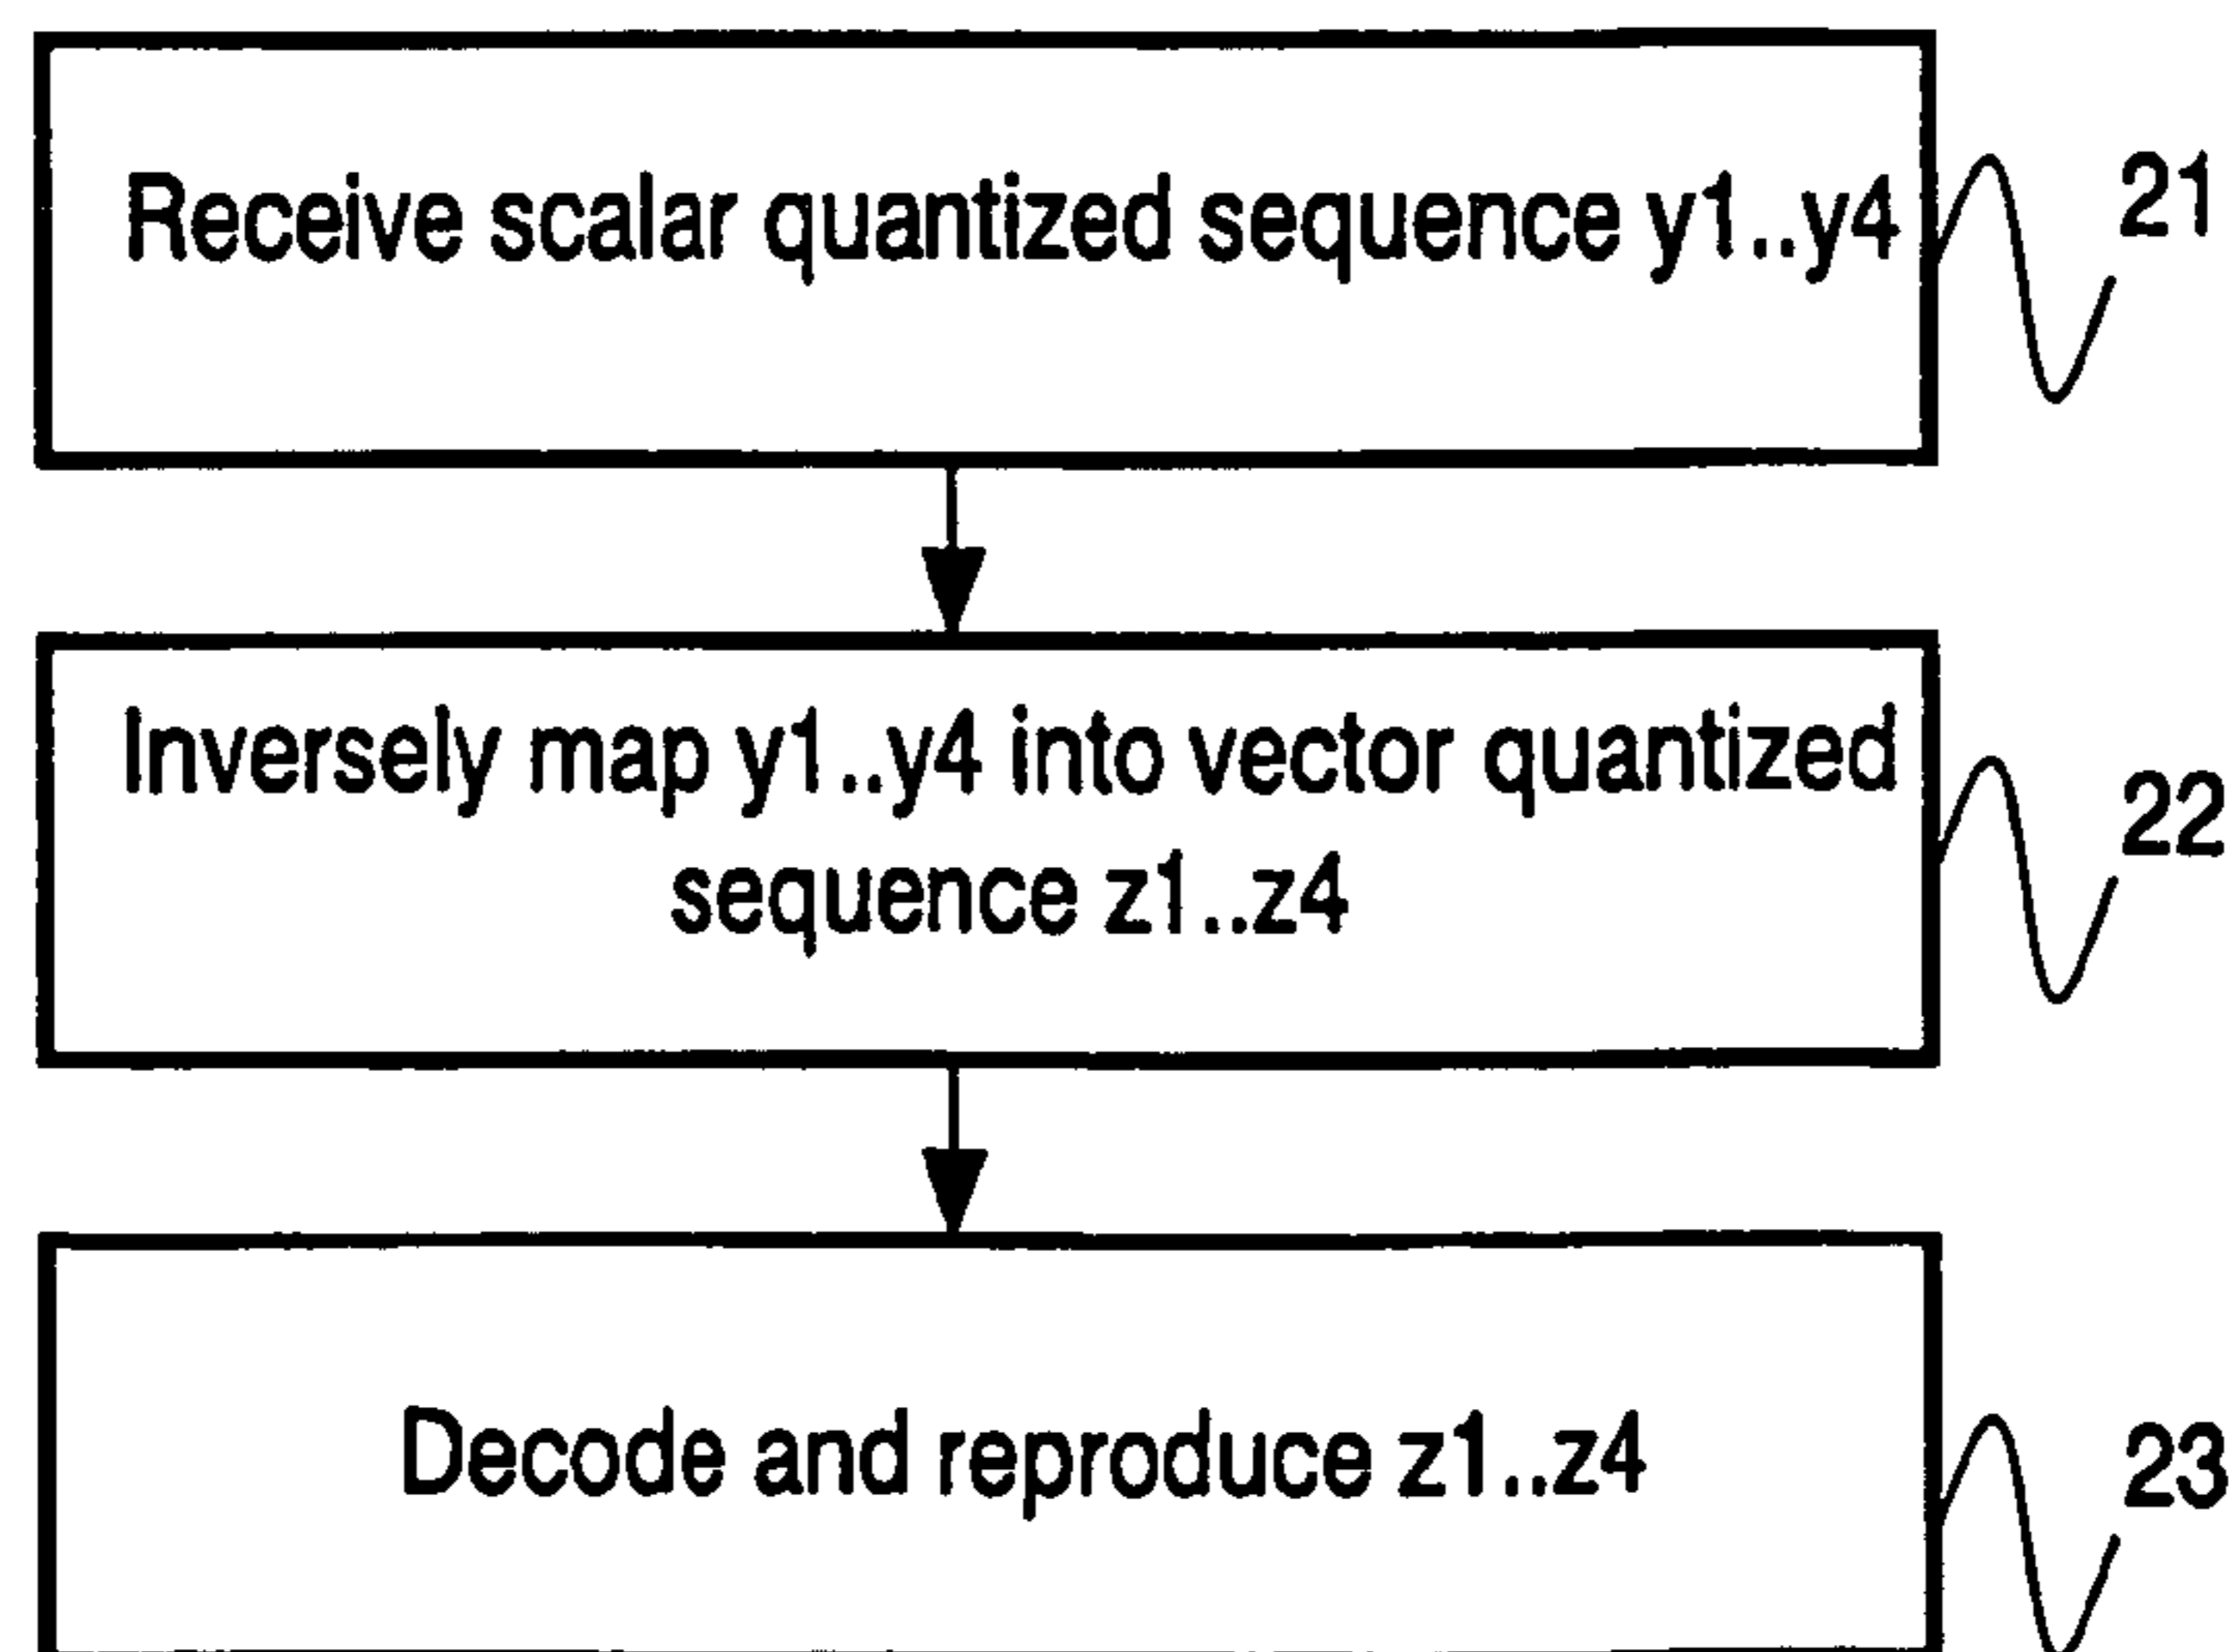 Receive scalar quantized sequence y1..y4
21
Inversely map y1..y4 into vector quantized
sequence z1..z4
22
Decode and reproduce z1..z4
23